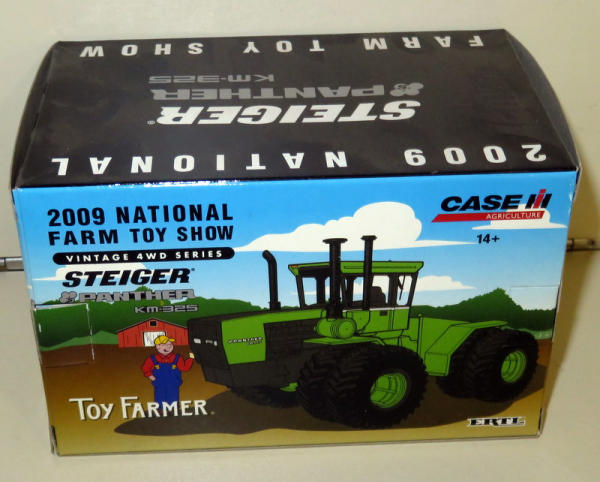 FARM TOY SHOW
KM-325
PANTHER
STEIGER®
2009 NATIONAL
2009 NATIONAL
FARM TOY SHOW
VINTAGE 4WD SERIES
STEIGER®
PANTHER
KM-325
CASE IH
AGRICULTURE
14+
PANTHER
TOY FARMER®
ERTL